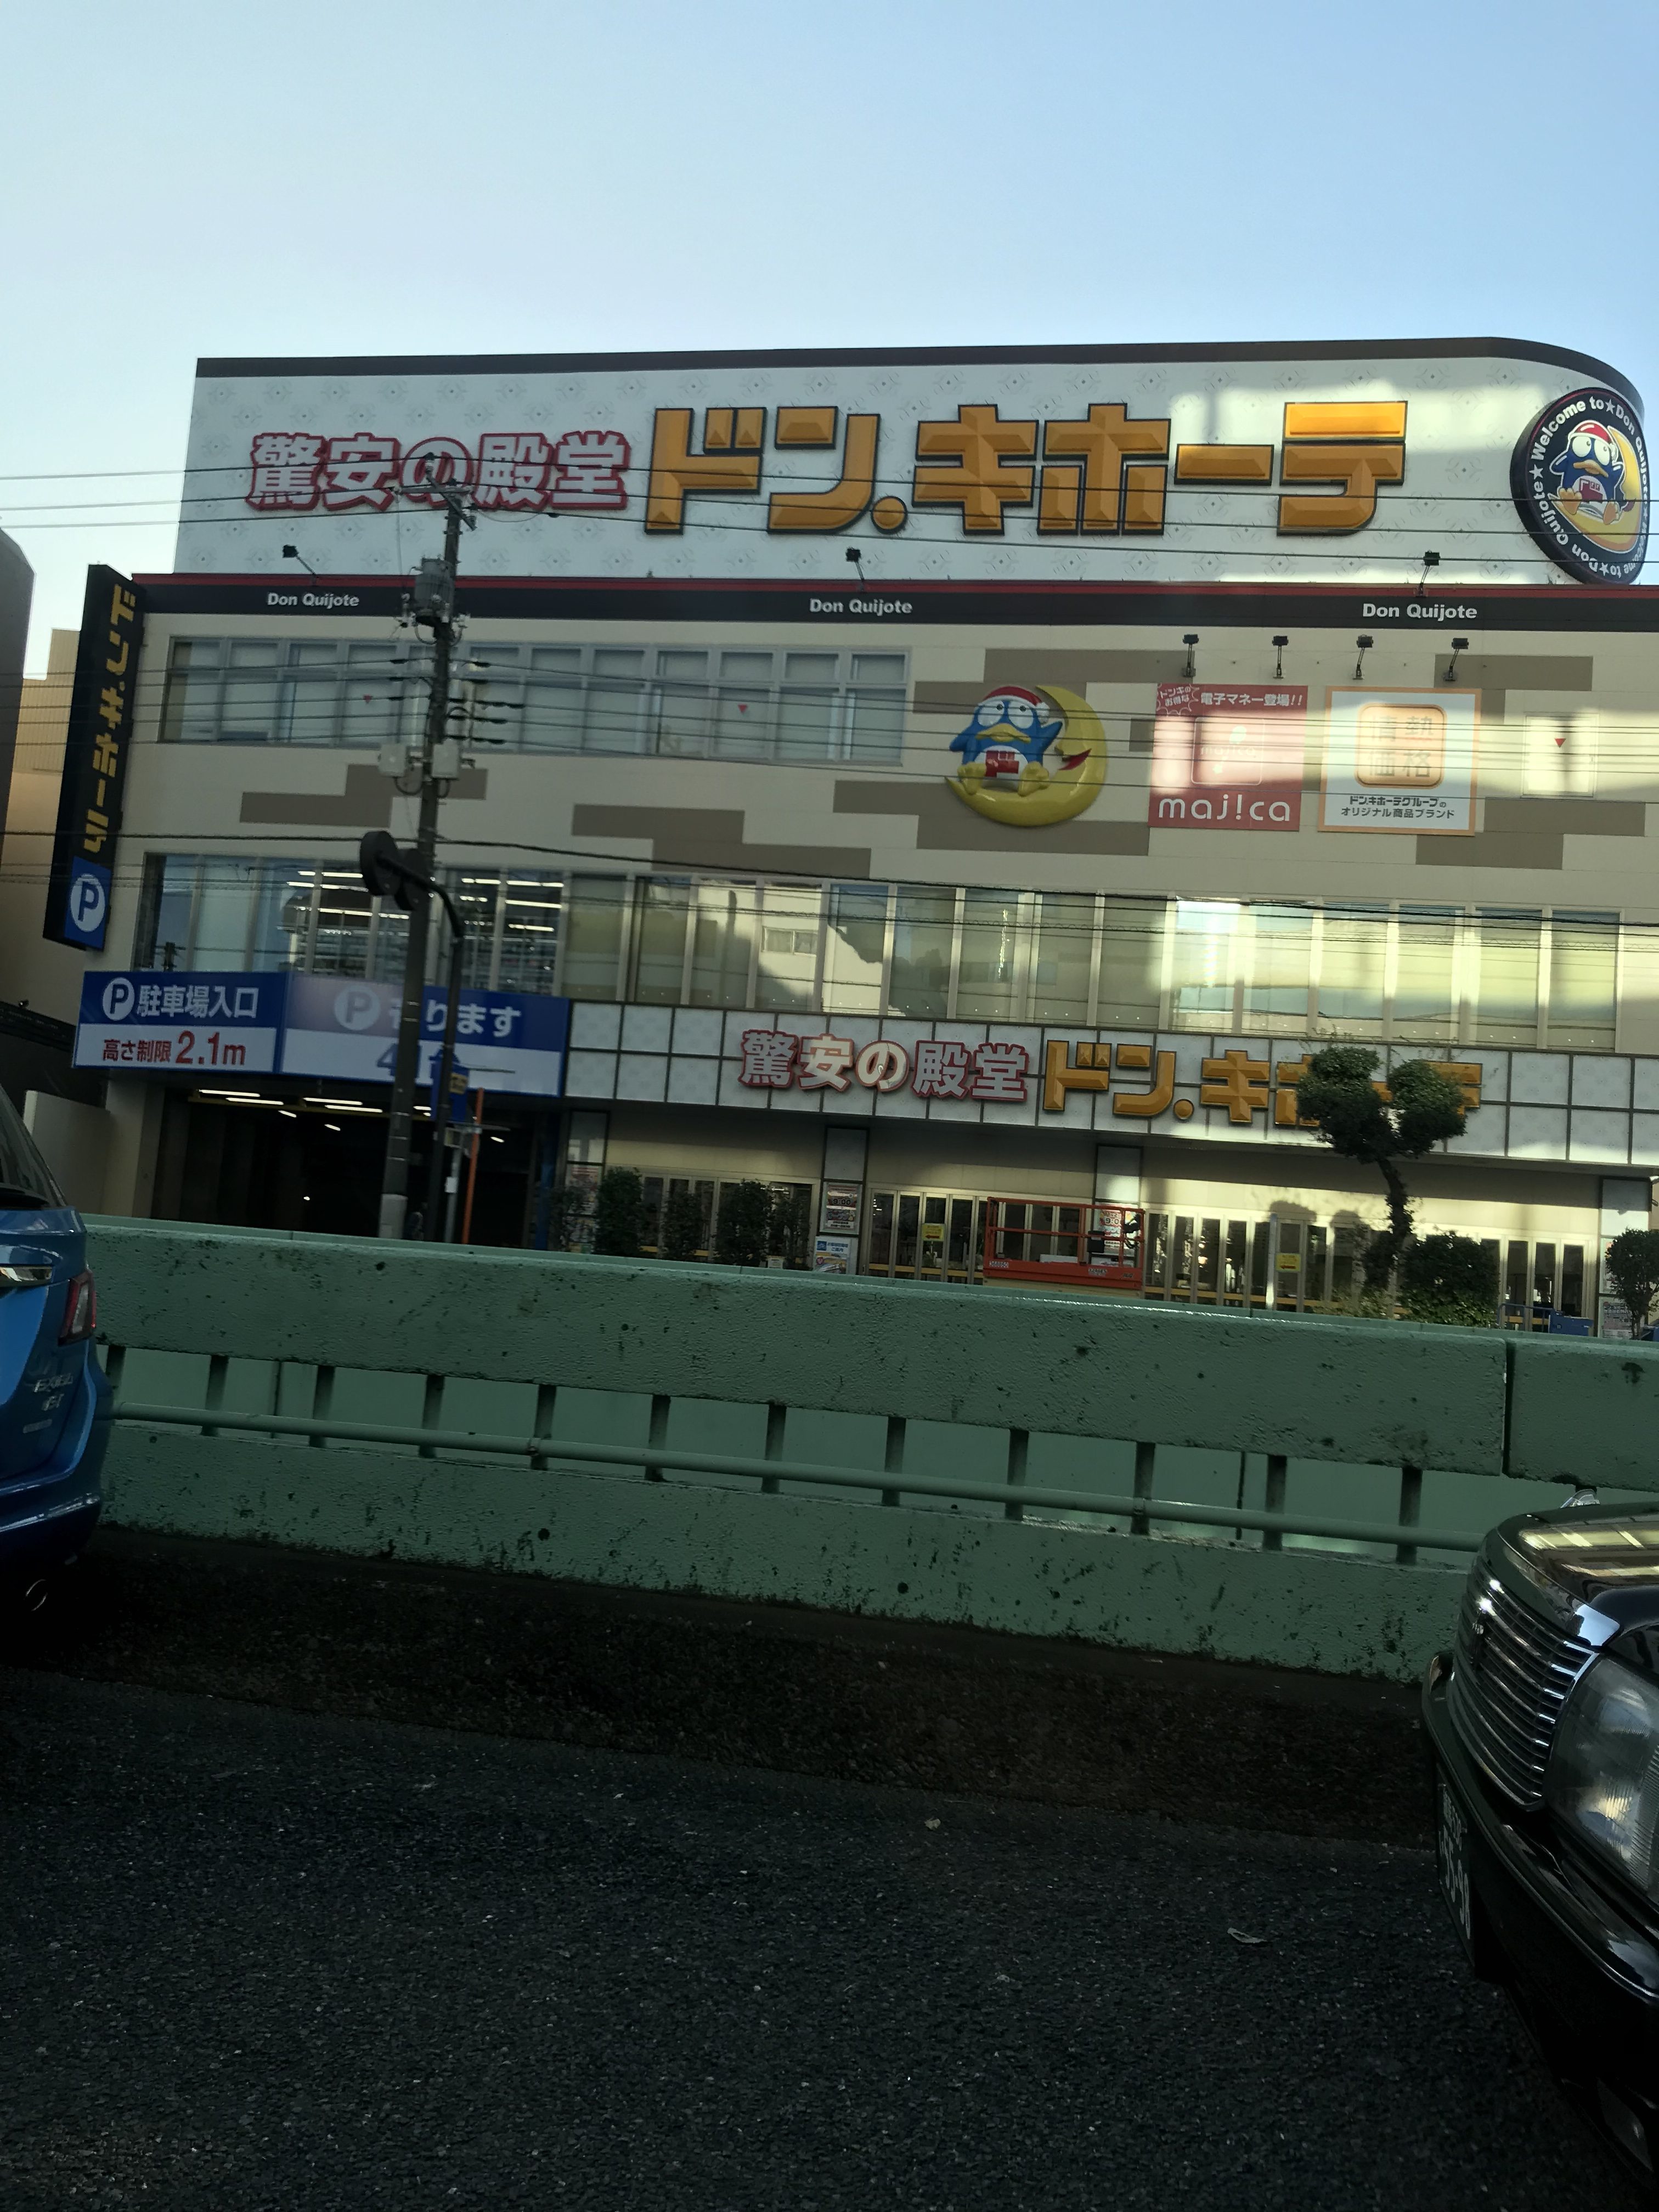 驚安の殿堂 ドン.キホーテ
★Welcome to★Don Quijote
Don Quijote
Don Quijote
Don Quijote
ドン.キホーテ
P
ドンキの
お得な
電子マネー登場!!
maj!ca
情熱
価格
ドンキホーテグループの
オリジナル商品ブランド
P 駐車場入口
高さ制限 2.1m
P
ります
驚安の殿堂 ドン.キホーテ